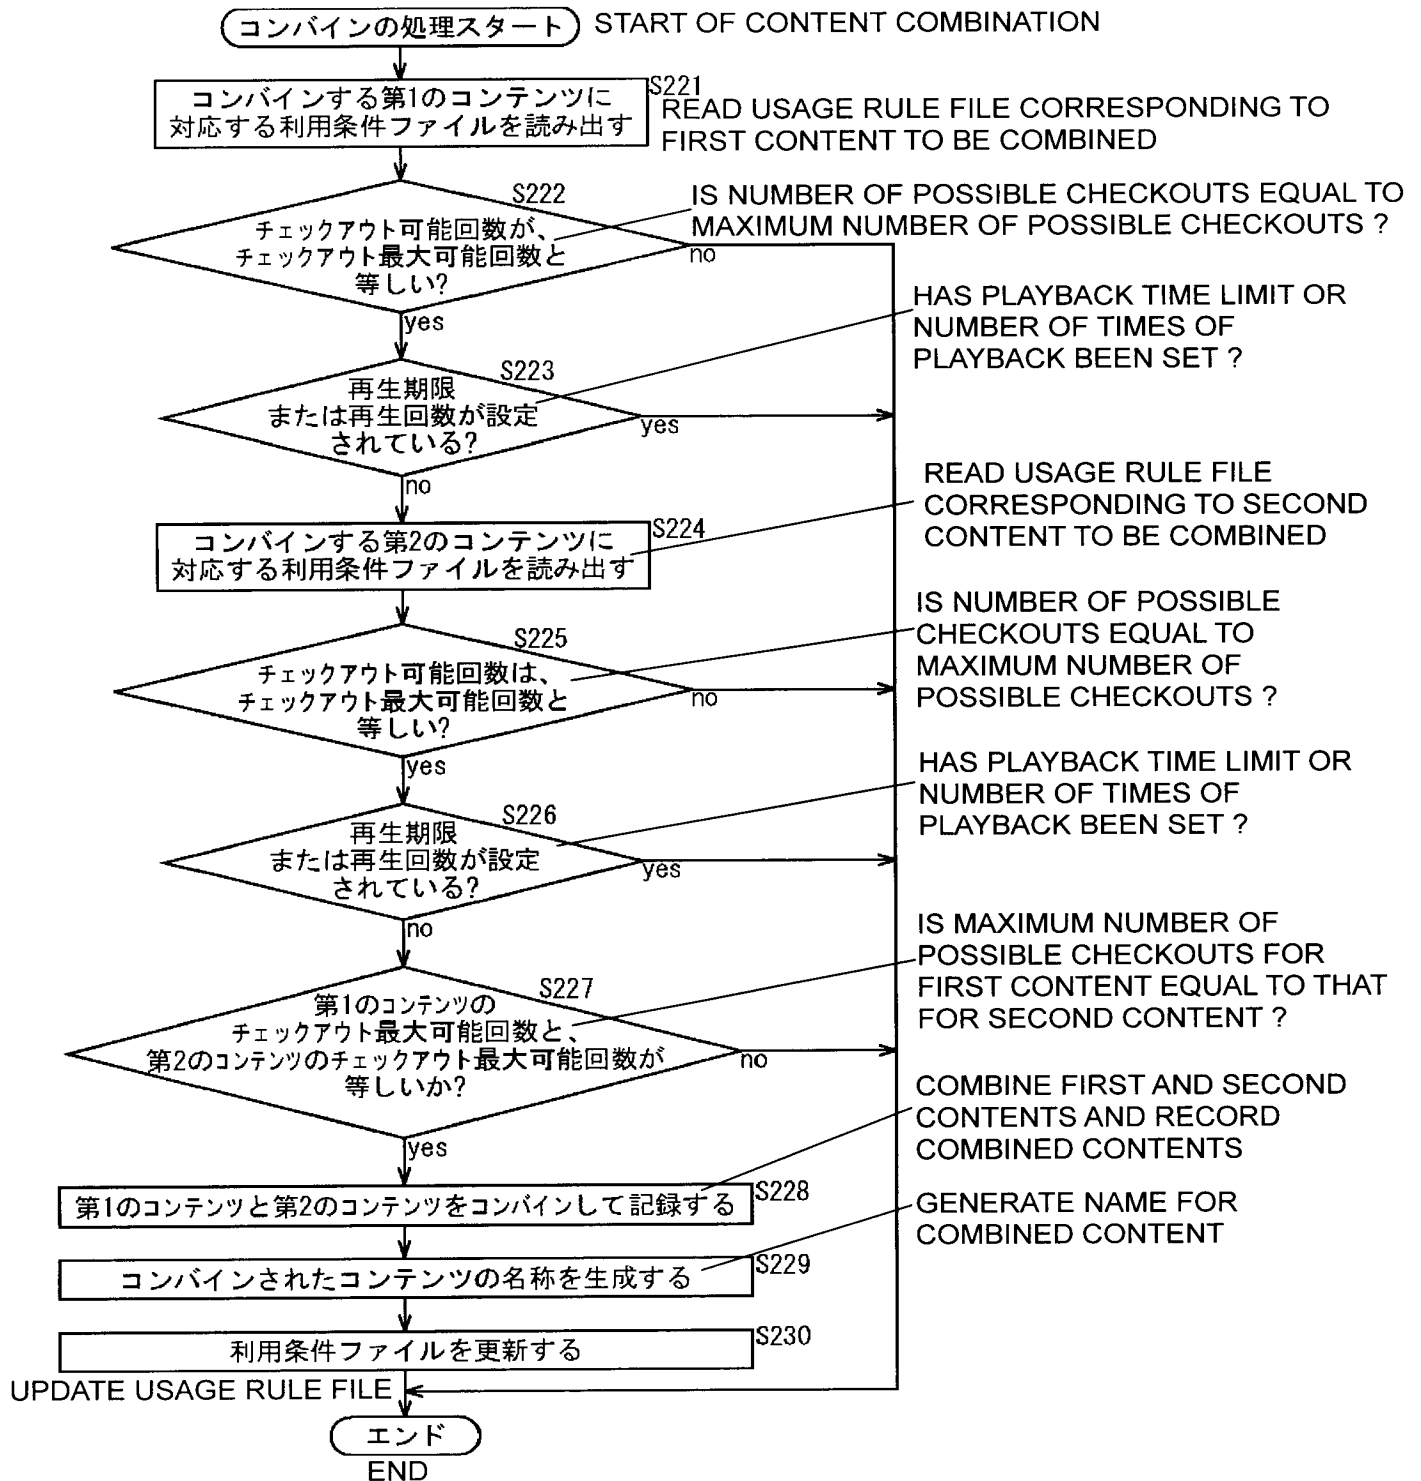 コンバインの処理スタート
START OF CONTENT COMBINATION
S221
コンバインする第1のコンテンツに
対応する利用条件ファイルを読み出す
READ USAGE RULE FILE CORRESPONDING TO
FIRST CONTENT TO BE COMBINED
S222
チェックアウト可能回数が、
チェックアウト最大可能回数と
等しい?
IS NUMBER OF POSSIBLE CHECKOUTS EQUAL TO
MAXIMUM NUMBER OF POSSIBLE CHECKOUTS ?
no
yes
HAS PLAYBACK TIME LIMIT OR
NUMBER OF TIMES OF
PLAYBACK BEEN SET ?
S223
再生期限
または再生回数が設定
されている?
yes
no
READ USAGE RULE FILE
CORRESPONDING TO SECOND
CONTENT TO BE COMBINED
S224
コンバインする第2のコンテンツに
対応する利用条件ファイルを読み出す
IS NUMBER OF POSSIBLE
CHECKOUTS EQUAL TO
MAXIMUM NUMBER OF
POSSIBLE CHECKOUTS ?
S225
チェックアウト可能回数は、
チェックアウト最大可能回数と
等しい?
no
yes
HAS PLAYBACK TIME LIMIT OR
NUMBER OF TIMES OF
PLAYBACK BEEN SET ?
S226
再生期限
または再生回数が設定
されている?
yes
no
IS MAXIMUM NUMBER OF
POSSIBLE CHECKOUTS FOR
FIRST CONTENT EQUAL TO THAT
FOR SECOND CONTENT ?
S227
第1のコンテンツの
チェックアウト最大可能回数と、
第2のコンテンツのチェックアウト最大可能回数が
等しいか?
no
yes
COMBINE FIRST AND SECOND
CONTENTS AND RECORD
COMBINED CONTENTS
S228
第1のコンテンツと第2のコンテンツをコンバインして記録する
GENERATE NAME FOR
COMBINED CONTENT
S229
コンバインされたコンテンツの名称を生成する
S230
利用条件ファイルを更新する
UPDATE USAGE RULE FILE
エンド
END